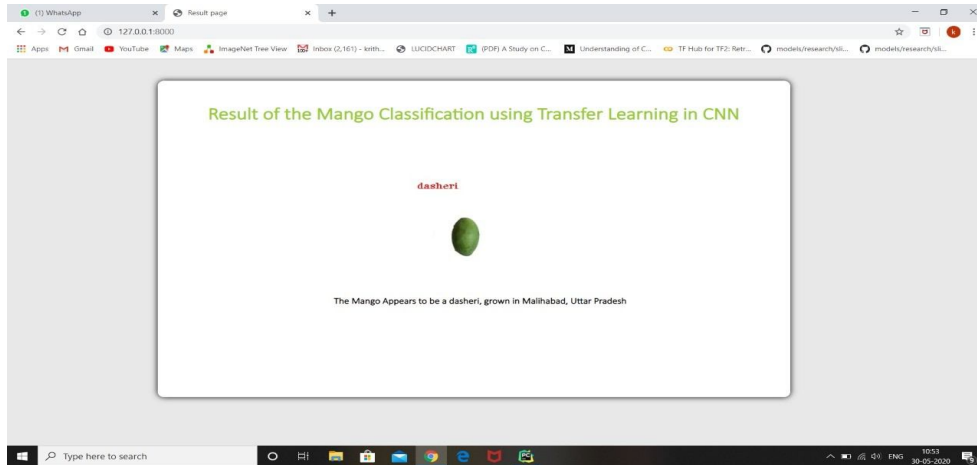 (1) WhatsApp
Result page
127.0.0.1:8000
Apps
Gmail
YouTube
Maps
ImageNet Tree View
Inbox (2,161) - krith...
LUCIDCHART
(PDF) A Study on C...
Understanding of C...
TF Hub for TF2: Retr...
models/research/sli...
models/research/sli...
k
Result of the Mango Classification using Transfer Learning in CNN
dasheri
The Mango Appears to be a dasheri, grown in Malihabad, Uttar Pradesh
Type here to search
ENG
10:53
30-05-2020